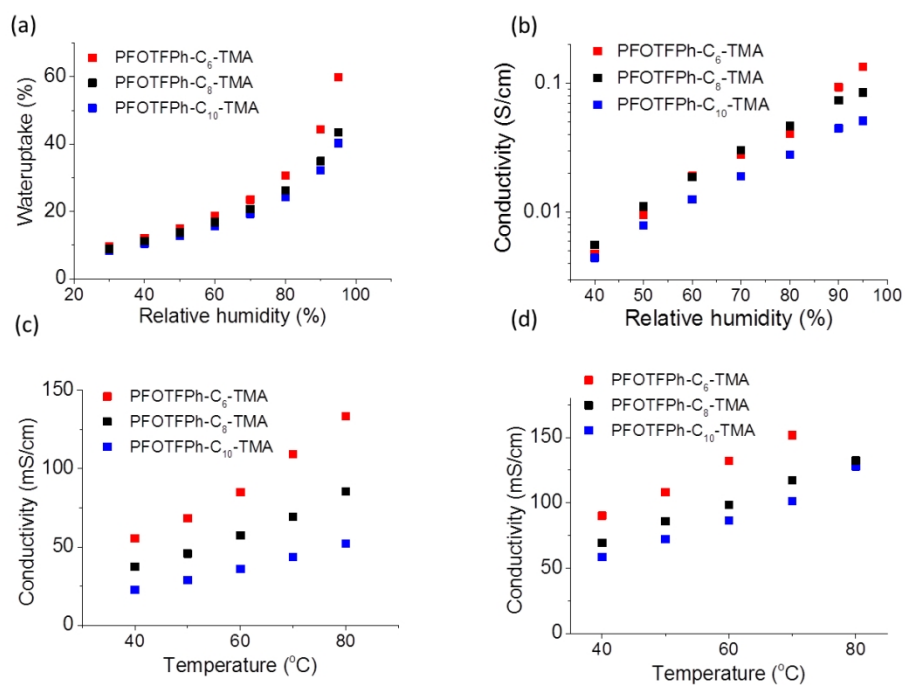 (a)
PFOTFPh-C6-TMA
PFOTFPh-C8-TMA
PFOTFPh-C10-TMA
Wateruptake (%)
60
40
20
0
20 40 60 80 100
Relative humidity (%)
(b)
PFOTFPh-C6-TMA
PFOTFPh-C8-TMA
PFOTFPh-C10-TMA
Conductivity (S/cm)
0.1
0.01
40 50 60 70 80 90 100
Relative humidity (%)
(c)
PFOTFPh-C6-TMA
PFOTFPh-C8-TMA
PFOTFPh-C10-TMA
Conductivity (mS/cm)
150
100
50
0
40 60 80
Temperature (°C)
(d)
PFOTFPh-C6-TMA
PFOTFPh-C8-TMA
PFOTFPh-C10-TMA
Conductivity (mS/cm)
150
100
50
0
40 50 60 70 80
Temperature (°C)